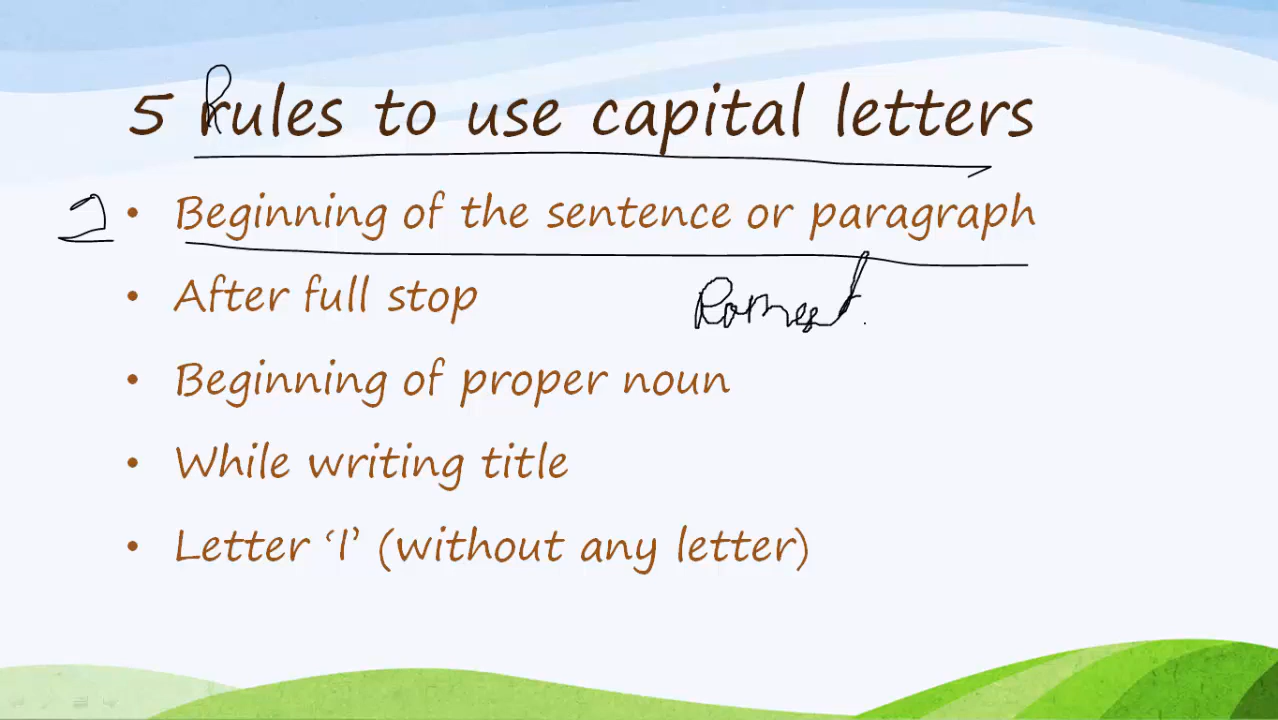 5 rules to use capital letters
• Beginning of the sentence or paragraph
• After full stop
• Beginning of proper noun
• While writing title
• Letter ‘I’ (without any letter)